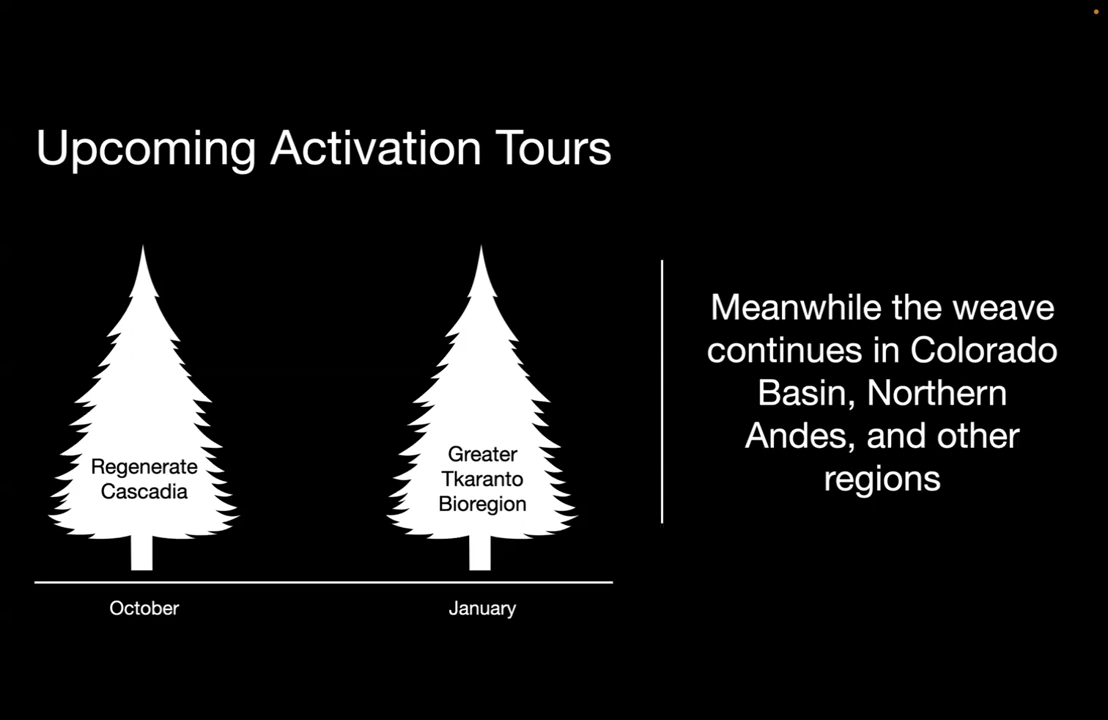 Upcoming Activation Tours
Regenerate
Cascadia
Greater
Tkaranto
Bioregion
October
January
Meanwhile the weave
continues in Colorado
Basin, Northern
Andes, and other
regions